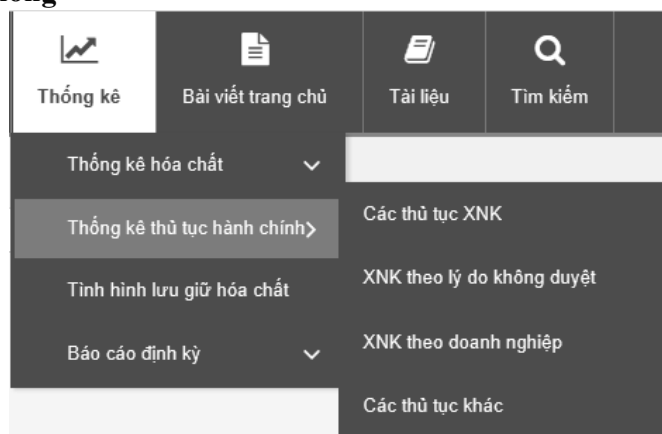 Thống kê
Bài viết trang chủ
Tài liệu
Tìm kiếm
Thống kê hóa chất
Thống kê thủ tục hành chính
Tình hình lưu giữ hóa chất
Báo cáo định kỳ
Các thủ tục XNK
XNK theo lý do không duyệt
XNK theo doanh nghiệp
Các thủ tục khác